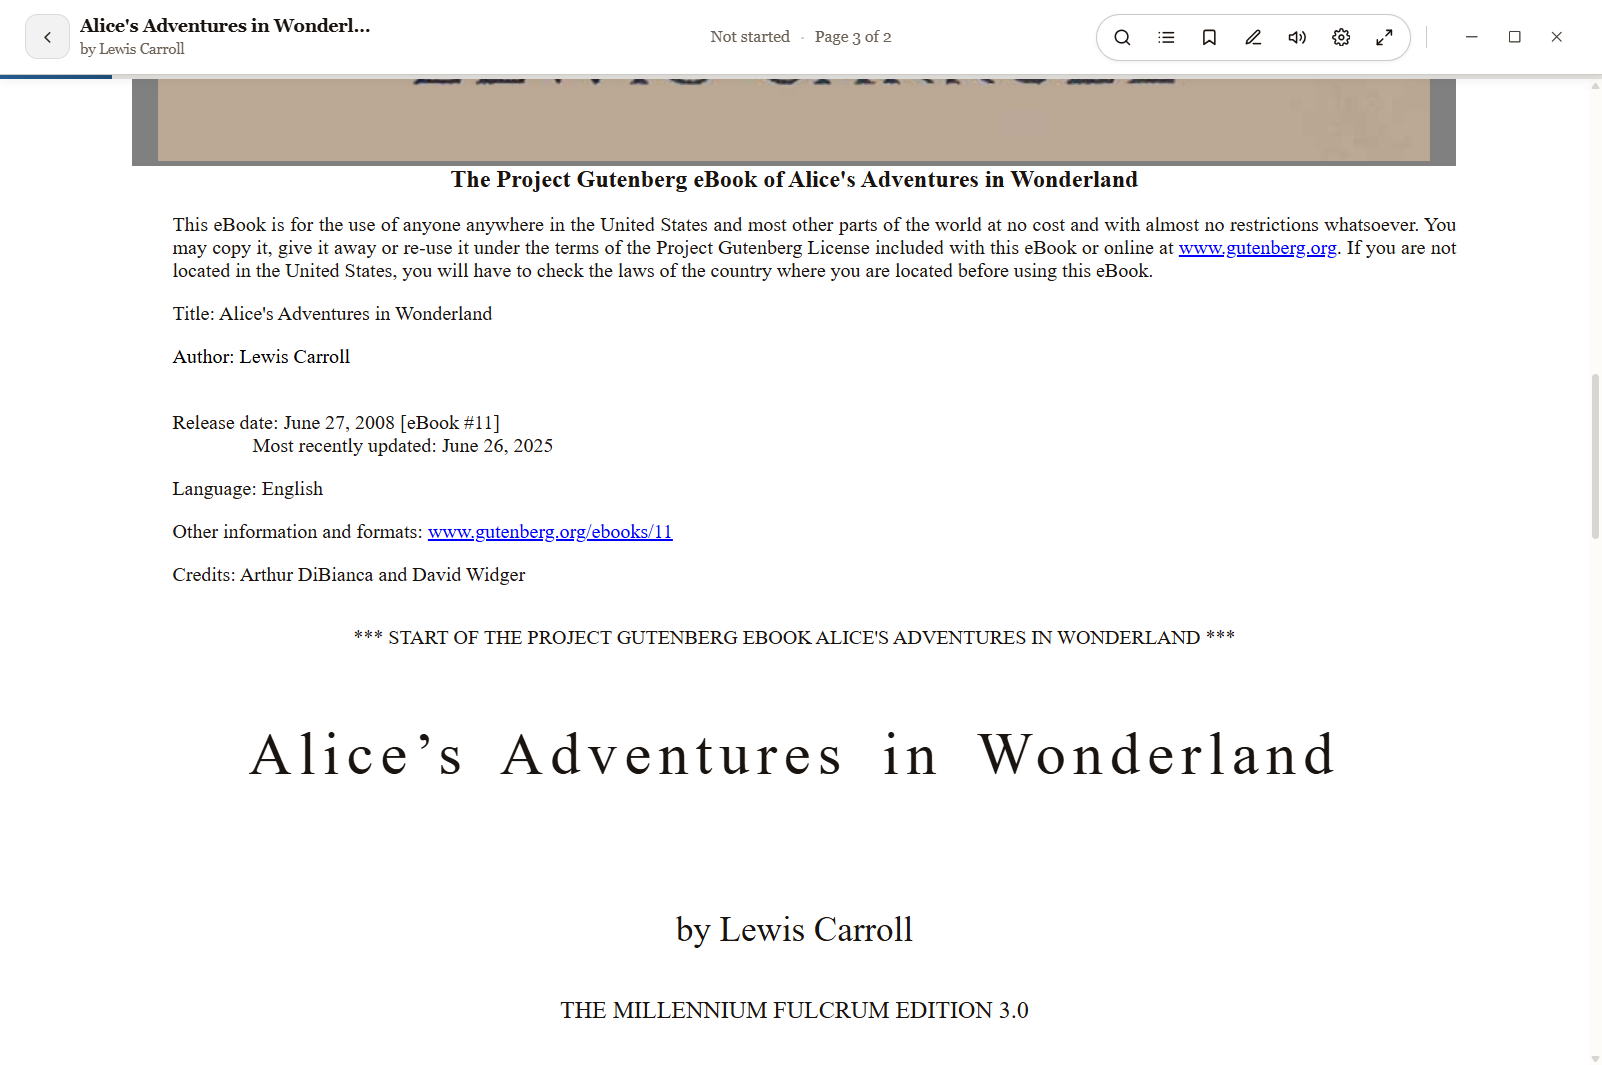 Alice's Adventures in Wonderl...
by Lewis Carroll
Not started · Page 3 of 2
The Project Gutenberg eBook of Alice's Adventures in Wonderland
This eBook is for the use of anyone anywhere in the United States and most other parts of the world at no cost and with almost no restrictions whatsoever. You
may copy it, give it away or re-use it under the terms of the Project Gutenberg License included with this eBook or online at www.gutenberg.org. If you are not
located in the United States, you will have to check the laws of the country where you are located before using this eBook.
Title: Alice's Adventures in Wonderland
Author: Lewis Carroll
Release date: June 27, 2008 [eBook #11]
Most recently updated: June 26, 2025
Language: English
Other information and formats: www.gutenberg.org/ebooks/11
Credits: Arthur DiBianca and David Widger
*** START OF THE PROJECT GUTENBERG EBOOK ALICE'S ADVENTURES IN WONDERLAND ***
Alice’s Adventures in Wonderland
by Lewis Carroll
THE MILLENNIUM FULCRUM EDITION 3.0